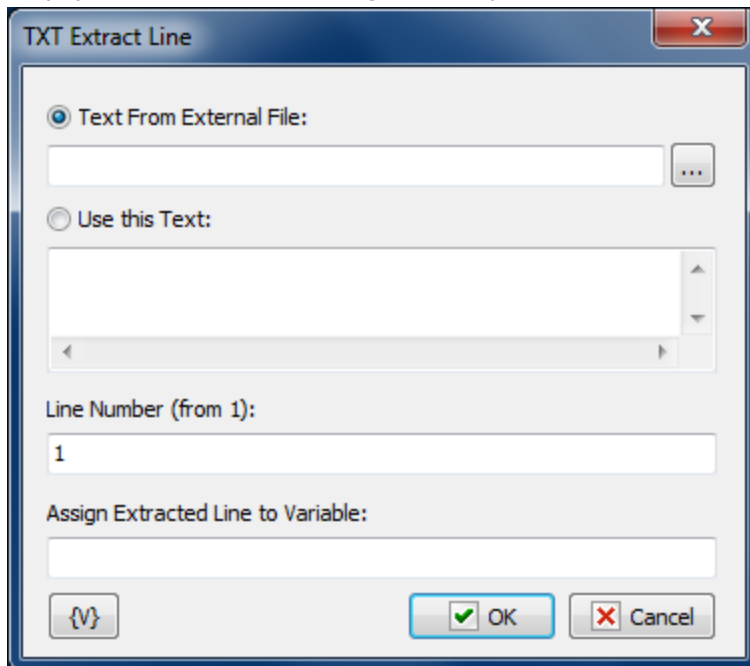 TXT Extract Line
Text From External File:
...
Use this Text:
Line Number (from 1):
1
Assign Extracted Line to Variable:
{V}
OK
Cancel